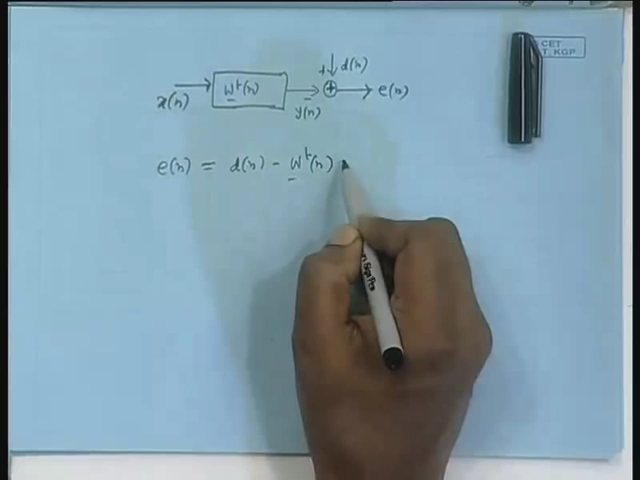 CET
I.T. KGP
+ d(n)
x(n) W^t(n) + e(n)
- y(n)
e(n) = d(n) - W^t(n)